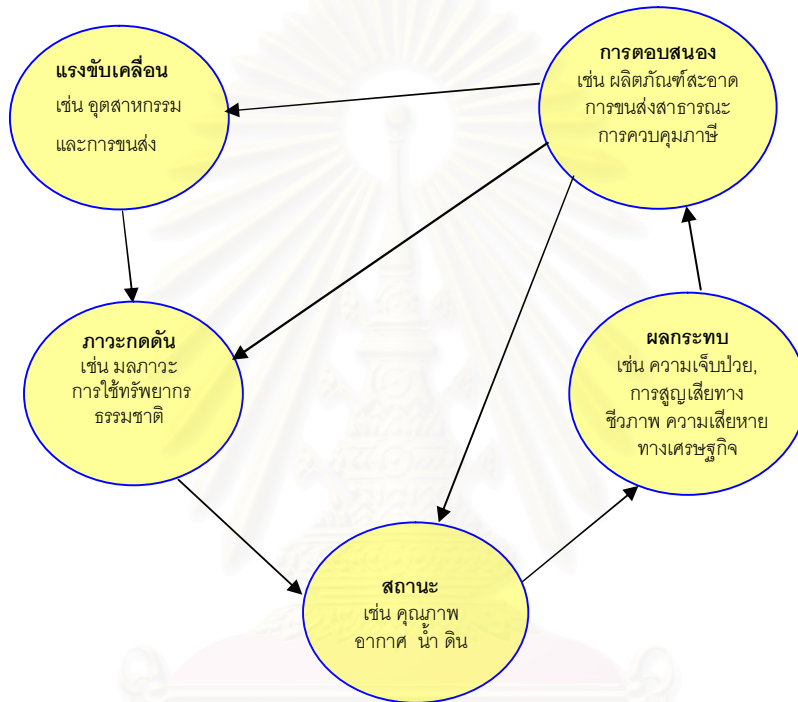 แรงขับเคลื่อน
เช่น อุตสาหกรรม
และการขนส่ง
การตอบสนอง
เช่น ผลิตภัณฑ์สะอาด
การขนส่งสาธารณะ
การควบคุมภาษี
ภาวะกดดัน
เช่น มลภาวะ
การใช้ทรัพยากร
ธรรมชาติ
ผลกระทบ
เช่น ความเจ็บป่วย,
การสูญเสียทาง
ชีวภาพ ความเสียหาย
ทางเศรษฐกิจ
สถานะ
เช่น คุณภาพ
อากาศ น้ำ ดิน